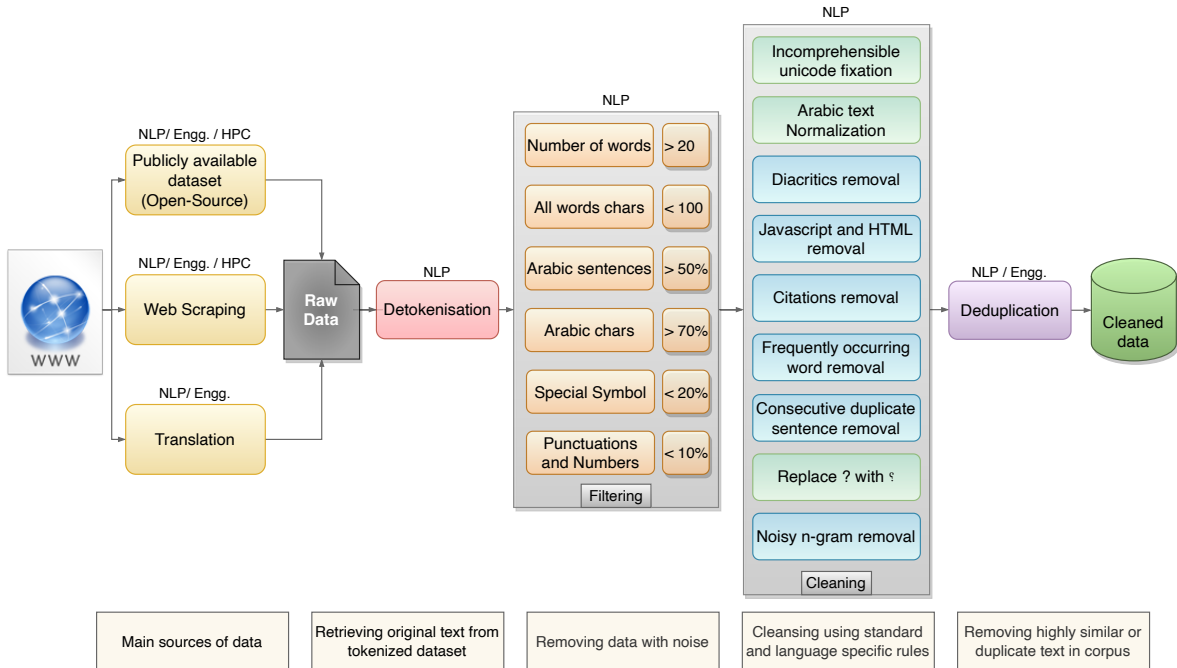 NLP/ Engg. / HPC
Publicly available
dataset
(Open-Source)
NLP/ Engg. / HPC
Web Scraping
NLP/ Engg.
Translation
WWW
Raw
Data
NLP
Detokenisation
NLP
Number of words
> 20
All words chars
< 100
Arabic sentences
> 50%
Arabic chars
> 70%
Special Symbol
< 20%
Punctuations
and Numbers
< 10%
Filtering
NLP
Incomprehensible
unicode fixation
Arabic text
Normalization
Diacritics removal
Javascript and HTML
removal
Citations removal
Frequently occurring
word removal
Consecutive duplicate
sentence removal
Replace ? with ؟
Noisy n-gram removal
Cleaning
NLP / Engg.
Deduplication
Cleaned
data
Main sources of data
Retrieving original text from
tokenized dataset
Removing data with noise
Cleansing using standard
and language specific rules
Removing highly similar or
duplicate text in corpus